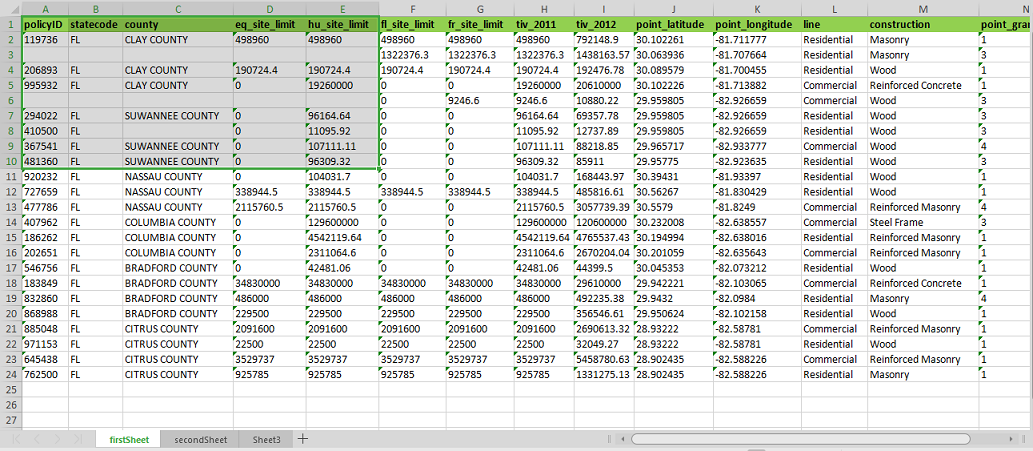 A B C D E F G H I J K L M N
1 policyID statecode county eq_site_limit hu_site_limit fl_site_limit fr_site_limit tiv_2011 tiv_2012 point_latitude point_longitude line construction point_gran
2 119736 FL CLAY COUNTY 498960 498960 498960 498960 498960 792148.9 30.102261 -81.711777 Residential Masonry 1
3 1322376.3 1322376.3 1322376.3 1438163.57 30.063936 -81.707664 Residential Masonry 3
4 206893 FL CLAY COUNTY 190724.4 190724.4 190724.4 190724.4 190724.4 192476.78 30.089579 -81.700455 Residential Wood 1
5 995932 FL CLAY COUNTY 0 19260000 0 0 19260000 20610000 30.102226 -81.713882 Commercial Reinforced Concrete 1
6 0 9246.6 9246.6 10880.22 29.959805 -82.926659 Commercial Wood 3
7 294022 FL SUWANNEE COUNTY 0 96164.64 0 0 96164.64 69357.78 29.959805 -82.926659 Residential Wood 3
8 410500 FL 0 11095.92 0 0 11095.92 12737.89 29.959805 -82.926659 Residential Wood 3
9 367541 FL SUWANNEE COUNTY 0 107111.11 0 0 107111.11 88218.85 29.965717 -82.933777 Commercial Wood 4
10 481360 FL SUWANNEE COUNTY 0 96309.32 0 0 96309.32 85911 29.95775 -82.923635 Residential Wood 3
11 920232 FL NASSAU COUNTY 0 104031.7 0 0 104031.7 168443.97 30.39431 -81.93397 Residential Wood 1
12 727659 FL NASSAU COUNTY 338944.5 338944.5 338944.5 338944.5 338944.5 485816.61 30.56267 -81.830429 Residential Wood 1
13 477786 FL NASSAU COUNTY 2115760.5 2115760.5 0 0 2115760.5 3057739.39 30.5579 -81.8249 Commercial Reinforced Masonry 4
14 407962 FL COLUMBIA COUNTY 0 129600000 0 0 129600000 120600000 30.232008 -82.638557 Commercial Steel Frame 3
15 186262 FL COLUMBIA COUNTY 0 4542119.64 0 0 4542119.64 4765537.43 30.194994 -82.638016 Residential Reinforced Masonry 1
16 202651 FL COLUMBIA COUNTY 0 2311064.6 0 0 2311064.6 2670204.04 30.201059 -82.635643 Commercial Reinforced Masonry 1
17 546756 FL BRADFORD COUNTY 0 42481.06 0 0 42481.06 44399.5 30.045353 -82.073212 Residential Wood 1
18 183849 FL BRADFORD COUNTY 34830000 34830000 34830000 34830000 34830000 29610000 29.942221 -82.103065 Commercial Reinforced Concrete 1
19 832860 FL BRADFORD COUNTY 486000 486000 486000 486000 486000 492235.38 29.9432 -82.0984 Residential Masonry 4
20 868988 FL BRADFORD COUNTY 229500 229500 229500 229500 229500 356546.61 29.950624 -82.102158 Residential Wood 1
21 885048 FL CITRUS COUNTY 2091600 2091600 2091600 2091600 2091600 2690613.32 28.93222 -82.58781 Commercial Reinforced Masonry 1
22 971153 FL CITRUS COUNTY 22500 22500 22500 22500 22500 32049.27 28.93222 -82.58781 Residential Wood 1
23 645438 FL CITRUS COUNTY 3529737 3529737 3529737 3529737 3529737 5458780.63 28.902435 -82.588226 Commercial Reinforced Masonry 1
24 762500 FL CITRUS COUNTY 925785 925785 925785 925785 925785 1331275.13 28.902435 -82.588226 Residential Masonry 1
25
26
27
firstSheet secondSheet Sheet3